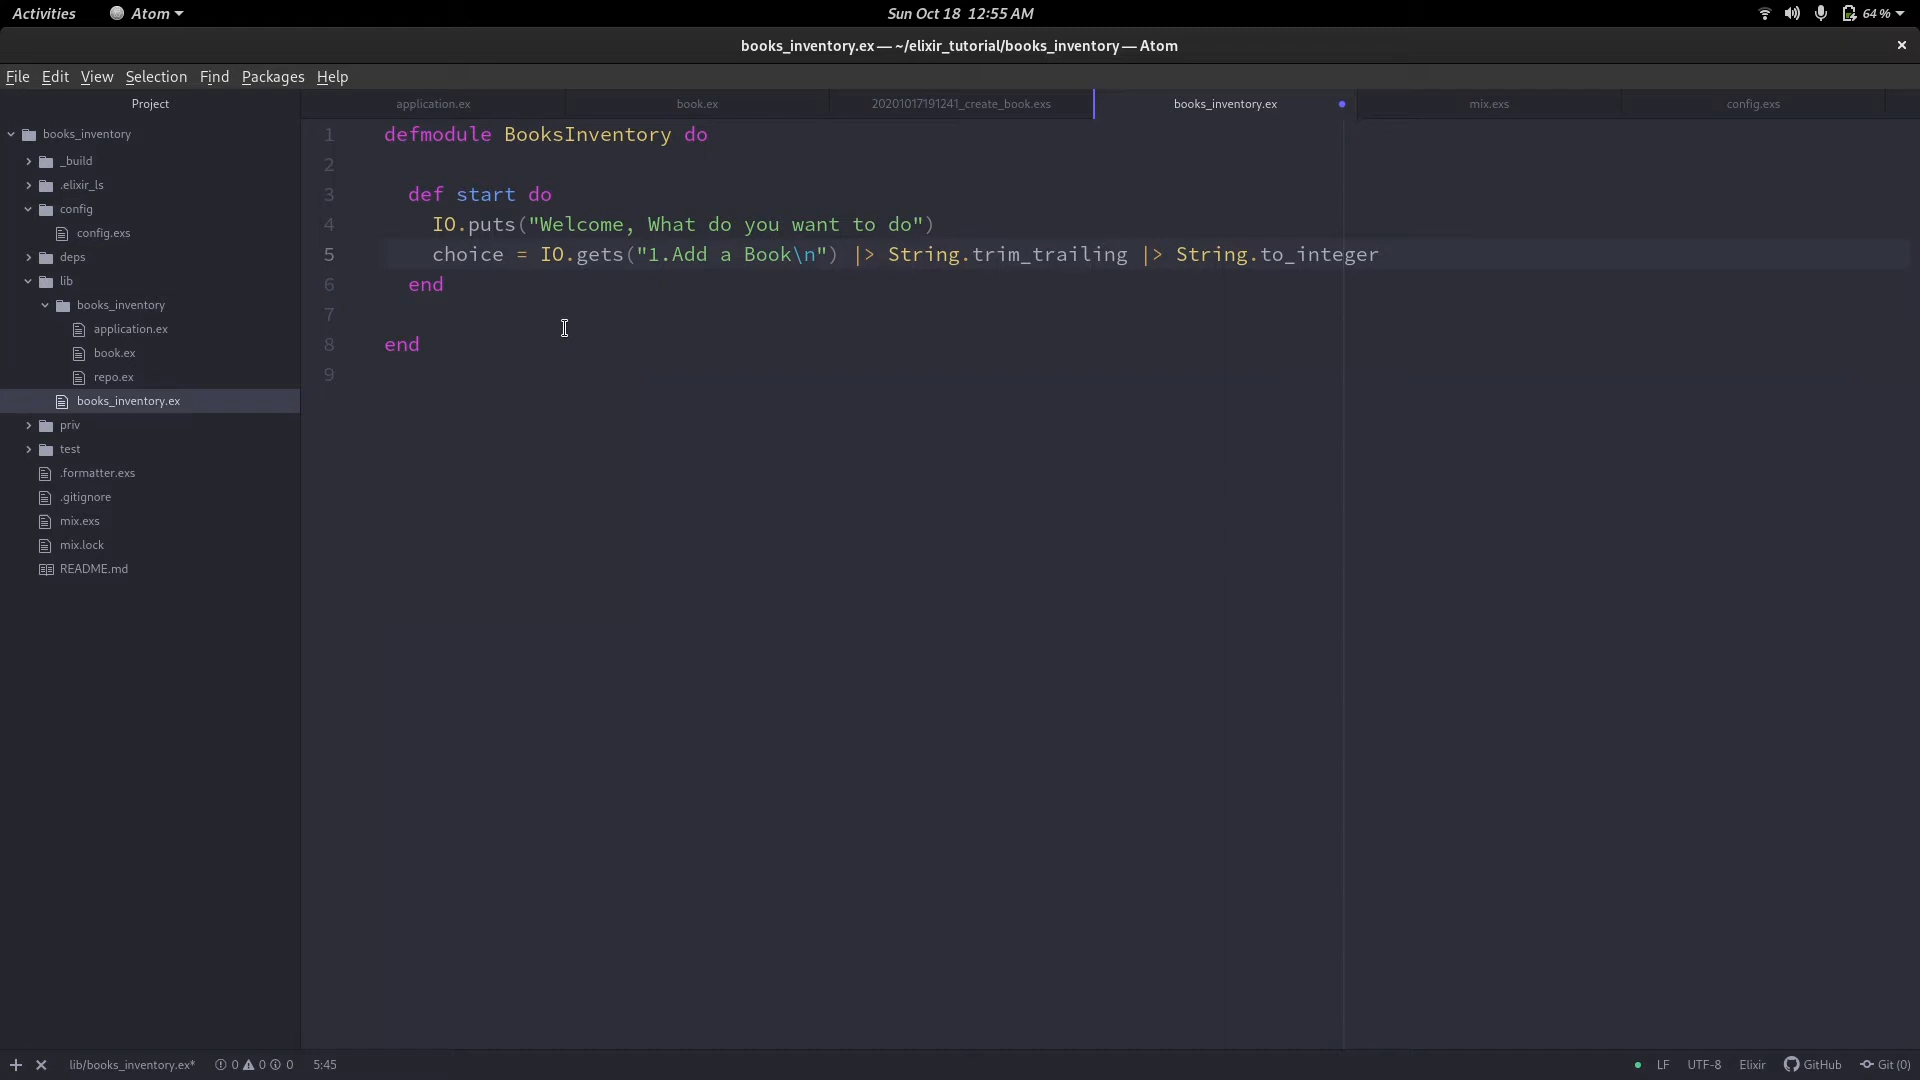 Activities Atom Sun Oct 18 12:55 AM 64 %
books_inventory.ex — ~/elixir_tutorial/books_inventory — Atom
File Edit View Selection Find Packages Help
Project application.ex book.ex 20201017191241_create_book.exs books_inventory.ex mix.exs config.exs
books_inventory
_build
.elixir_ls
config
config.exs
deps
lib
books_inventory
application.ex
book.ex
repo.ex
books_inventory.ex
priv
test
.formatter.exs
.gitignore
mix.exs
mix.lock
README.md
1 defmodule BooksInventory do
2
3 def start do
4 IO.puts("Welcome, What do you want to do")
5 choice = IO.gets("1.Add a Book\n") |> String.trim_trailing |> String.to_integer
6 end
7
8 end
9
lib/books_inventory.ex* 0 0 0 5:45 LF UTF-8 Elixir GitHub Git (0)